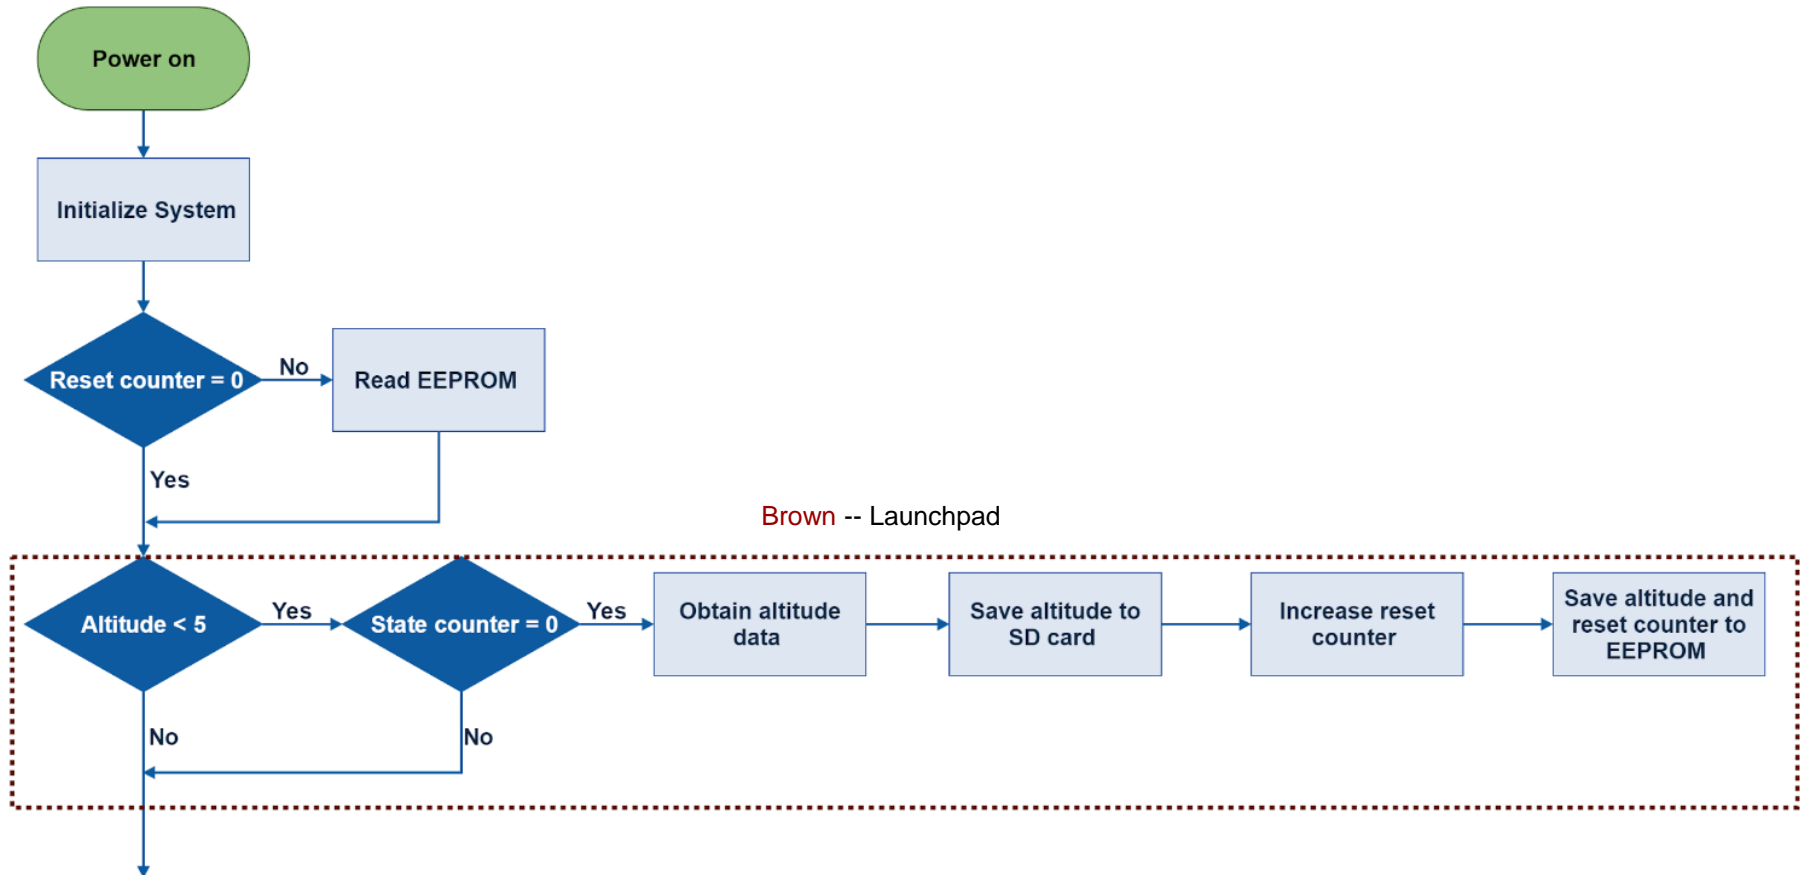 Power on
Initialize System
Reset counter = 0
No
Read EEPROM
Yes
Brown -- Launchpad
Altitude < 5
Yes
State counter = 0
Yes
Obtain altitude
data
Save altitude to
SD card
Increase reset
counter
Save altitude and
reset counter to
EEPROM
No
No